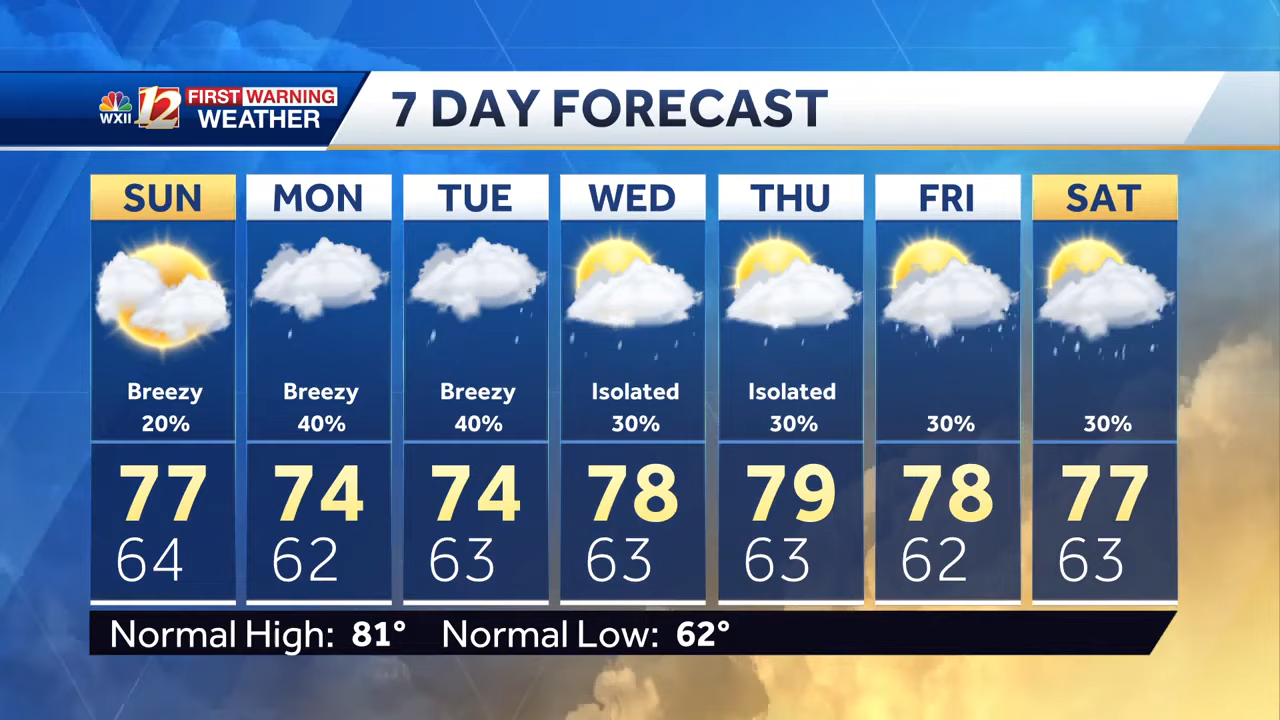 WXII 12 FIRST WARNING
WEATHER
7 DAY FORECAST
SUN MON TUE WED THU FRI SAT
Breezy Breezy Breezy Isolated Isolated
20% 40% 40% 30% 30% 30% 30%
77 74 74 78 79 78 77
64 62 63 63 63 62 63
Normal High: 81° Normal Low: 62°